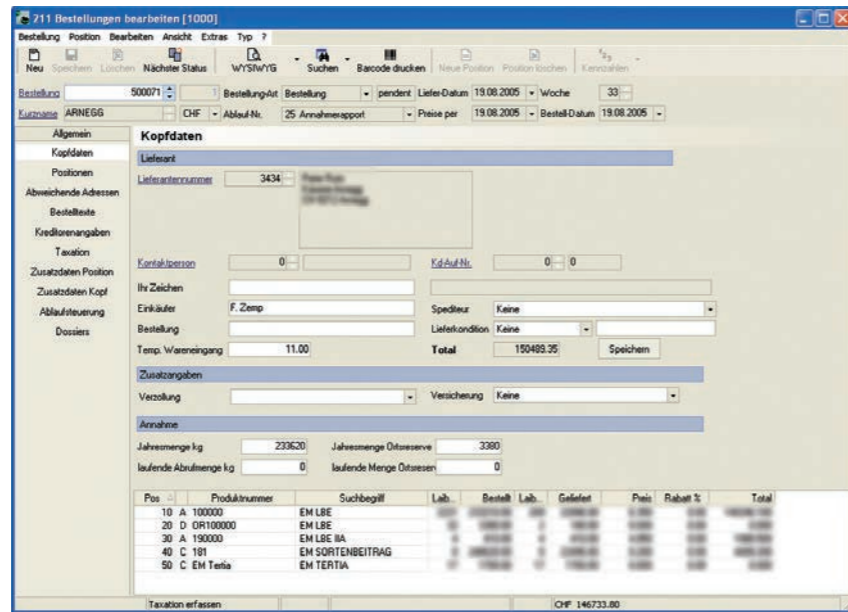 211 Bestellungen bearbeiten [1000]
Bestellung Position Bearbeiten Ansicht Extras Typ ?
Neu Speichern Löschen Nächster Status WYSIWYG Suchen Barcode drucken Neue Position Position löschen Kennzahlen
Bestellung 500071 1 Bestellung-Art Bestellung pendent Liefer-Datum 19.08.2005 Woche 33
Kurzname ARNEGG CHF Ablauf-Nr. 25 Annahmerapport Preise per 19.08.2005 Bestell-Datum 19.08.2005
Allgemein
Kopfdaten
Positionen
Abweichende Adressen
Bestelltexte
Kreditorenangaben
Taxation
Zusatzdaten Position
Zusatzdaten Kopf
Ablaufsteuerung
Dossiers
Kopfdaten
Lieferant
Lieferantennummer 3434
Kontaktperson 0 Kd-Auf-Nr. 0 0
Ihr Zeichen
Einkäufer F. Zemp Spediteur Keine
Bestellung Lieferkondition Keine
Temp. Wareneingang 11.00 Total 150489.35 Speichern
Zusatzangaben
Verzollung Versicherung Keine
Annahme
Jahresmenge kg 233620 Jahresmenge Ortsreserve 3380
laufende Abrufmenge kg 0 laufende Menge Ortsreserv 0
Pos Produktnummer Suchbegriff Laib... Bestellt Laib... Geliefert Preis Rabatt % Total
10 A 100000 EM LBE
20 D OR100000 EM LBE
30 A 190000 EM LBE IIA
40 C 181 EM SORTENBEITRAG
50 C EM Tertia EM TERTIA
Taxation erfassen CHF 146733.80